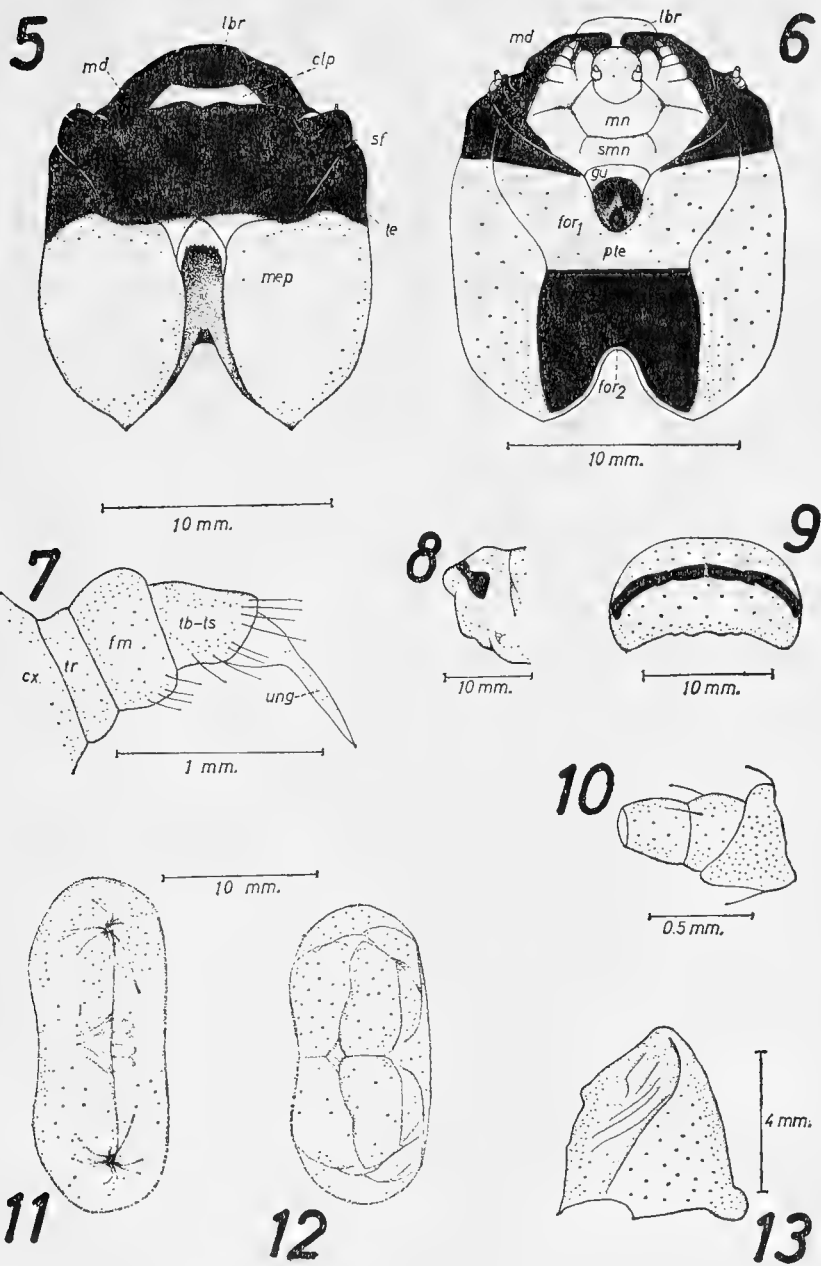 5
lbr
md
clp
sf
te
mep
10 mm.
6
lbr
md
mn
smn
gu
for1
pte
for2
10 mm.
7
cx.
tr
fm
tb-ts
ung
1 mm.
8
10 mm.
9
10 mm.
10
0.5 mm.
10 mm.
11
12
4 mm.
13